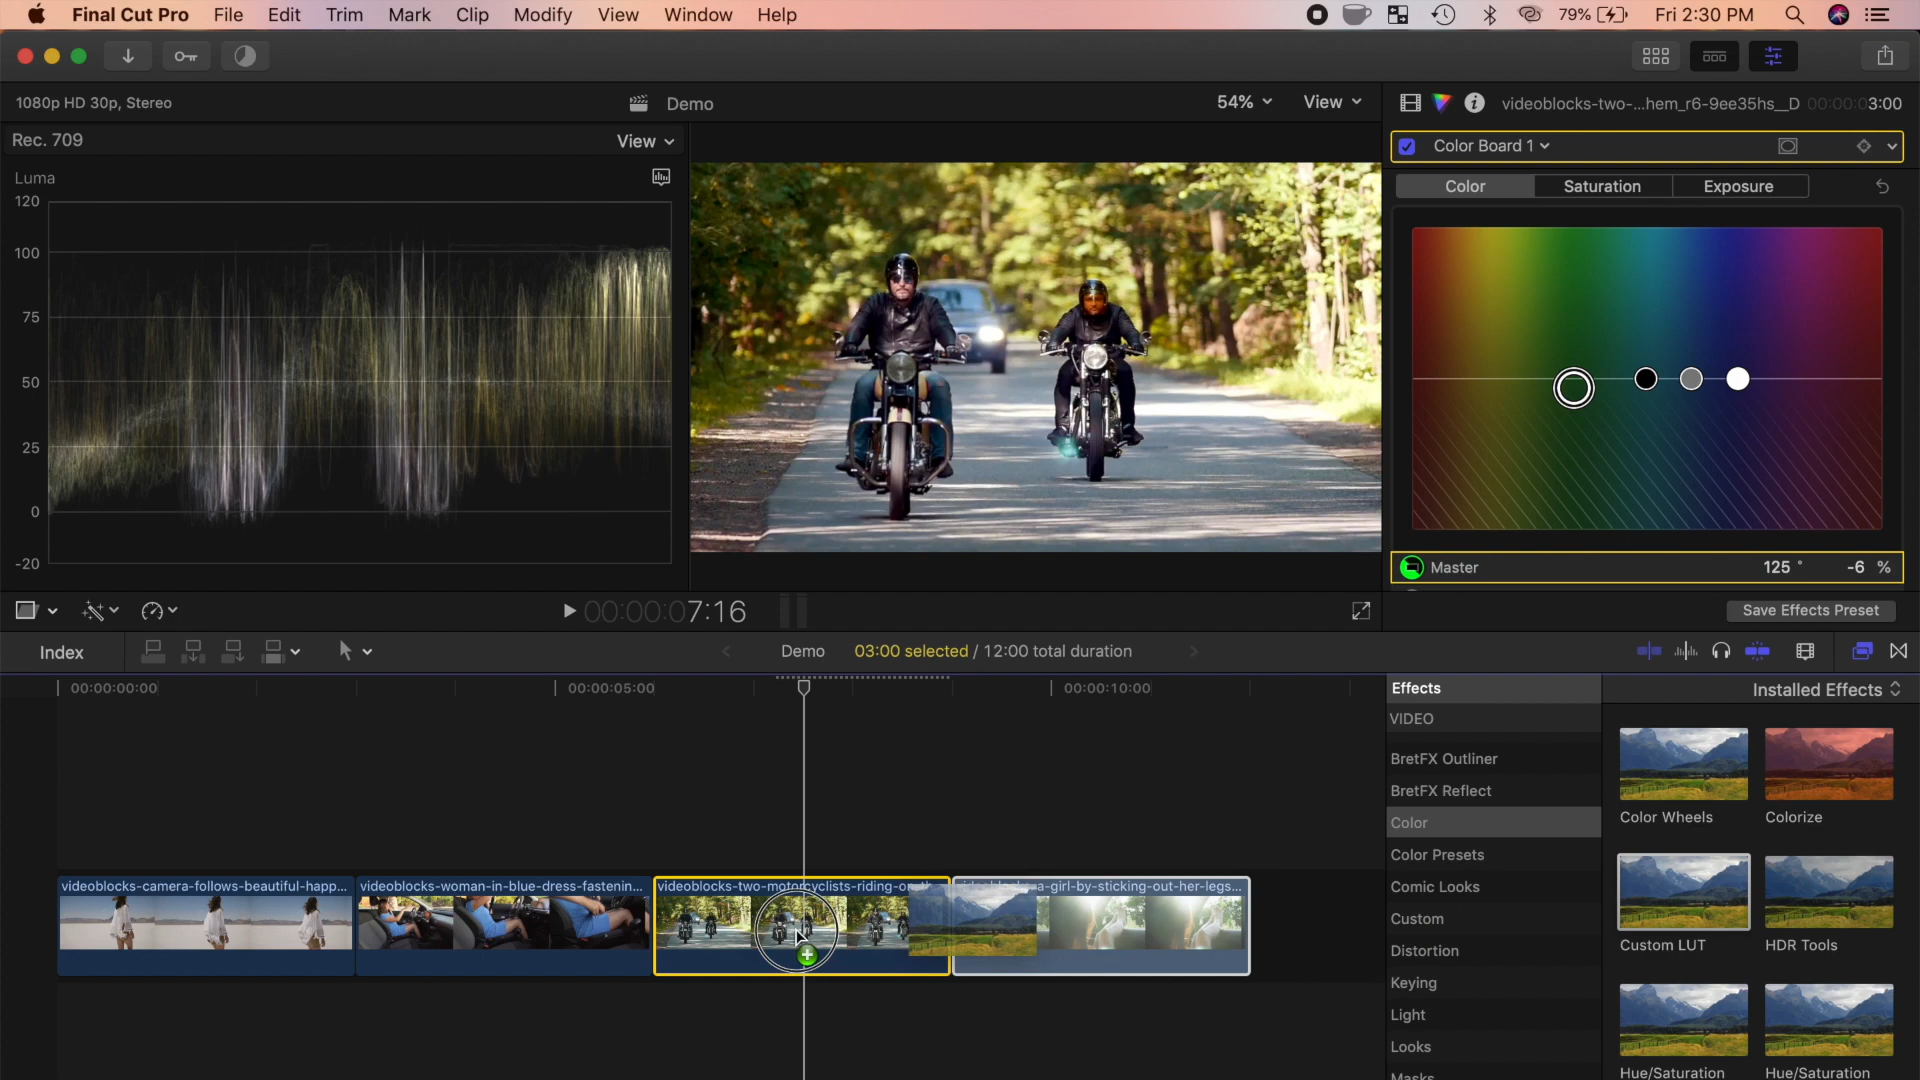 Final Cut Pro File Edit Trim Mark Clip Modify View Window Help 79% Fri 2:30 PM
1080p HD 30p, Stereo
Demo
54% View
videoblocks-two-...hem_r6-9ee35hs__D 00:00:03:00
Rec. 709
View
Color Board 1
Luma
Color Saturation Exposure
120
100
75
50
25
0
-20
Master 125 ° -6 %
00:00:07:16
Save Effects Preset
Index
Demo 03:00 selected / 12:00 total duration
00:00:00:00 00:00:05:00 00:00:10:00
Effects
Installed Effects
VIDEO
BretFX Outliner
BretFX Reflect
Color
Color Presets
Comic Looks
Custom
Distortion
Keying
Light
Looks
Masks
Color Wheels Colorize
Custom LUT HDR Tools
Hue/Saturation Hue/Saturation
videoblocks-camera-follows-beautiful-happ...
videoblocks-woman-in-blue-dress-fastenin...
videoblocks-two-motorcyclists-riding-on-th
a-girl-by-sticking-out-her-legs...